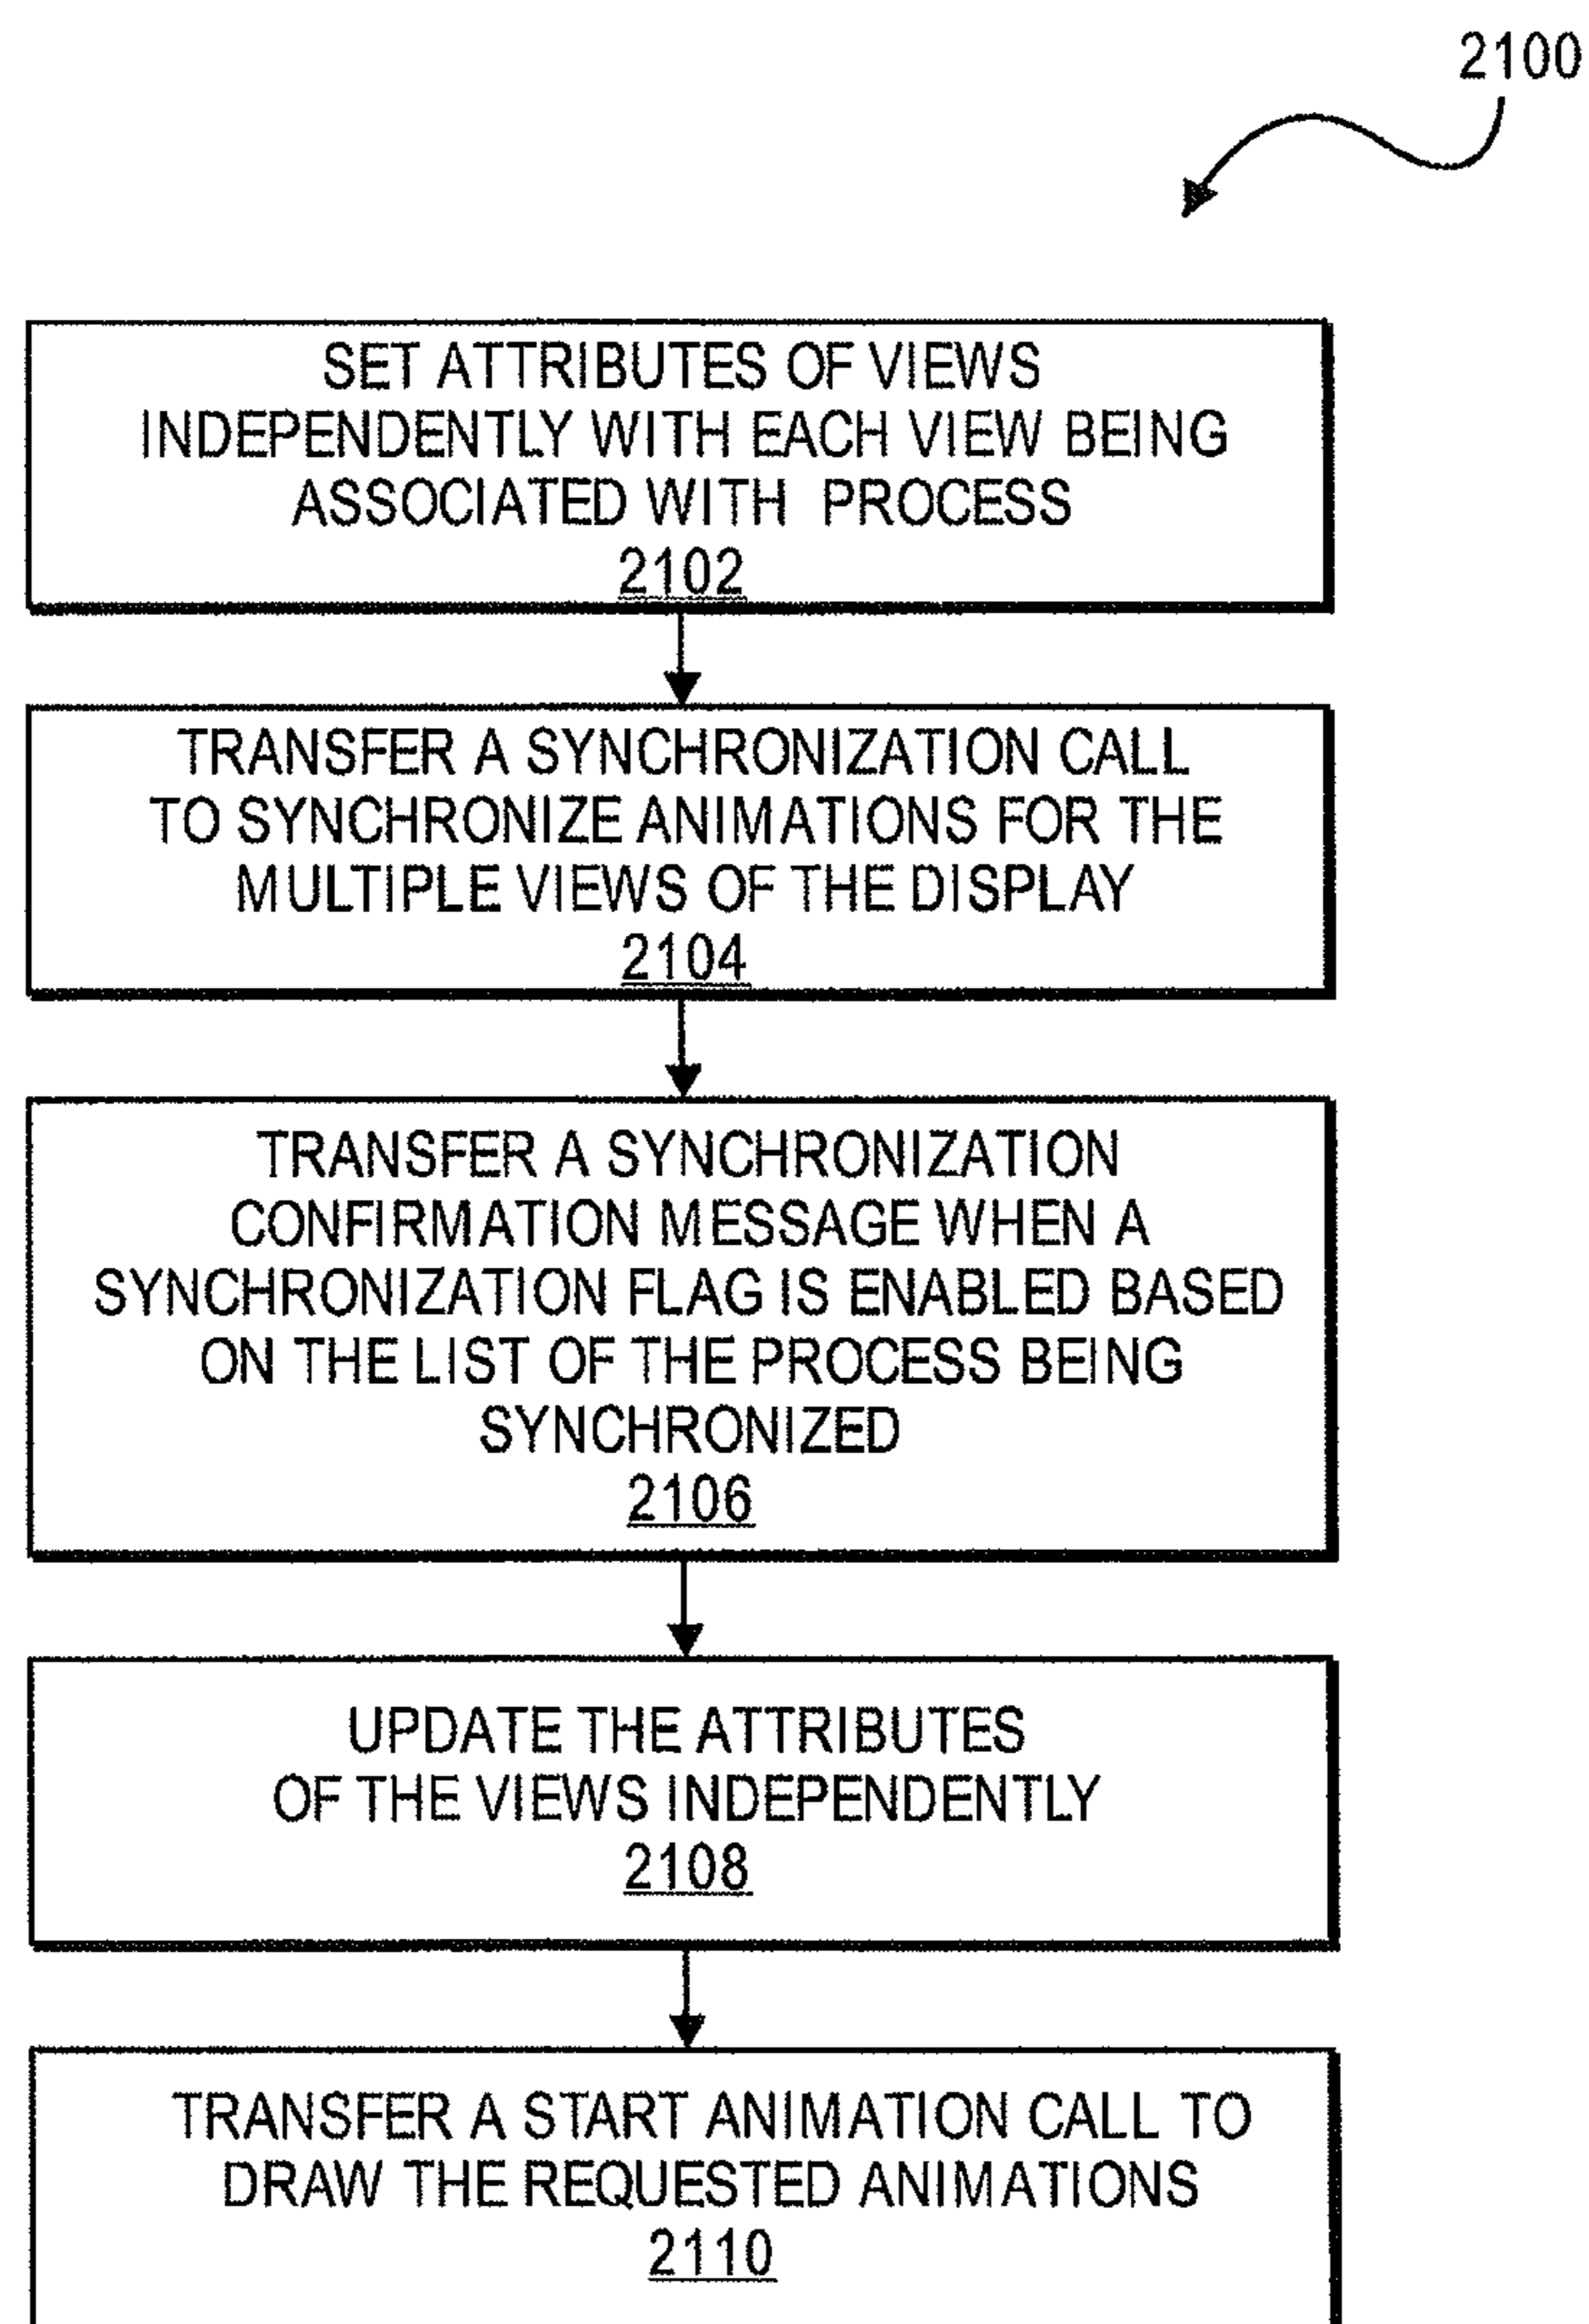 2100
SET ATTRIBUTES OF VIEWS
INDEPENDENTLY WITH EACH VIEW BEING
ASSOCIATED WITH PROCESS
2102
TRANSFER A SYNCHRONIZATION CALL
TO SYNCHRONIZE ANIMATIONS FOR THE
MULTIPLE VIEWS OF THE DISPLAY
2104
TRANSFER A SYNCHRONIZATION
CONFIRMATION MESSAGE WHEN A
SYNCHRONIZATION FLAG IS ENABLED BASED
ON THE LIST OF THE PROCESS BEING
SYNCHRONIZED
2106
UPDATE THE ATTRIBUTES
OF THE VIEWS INDEPENDENTLY
2108
TRANSFER A START ANIMATION CALL TO
DRAW THE REQUESTED ANIMATIONS
2110